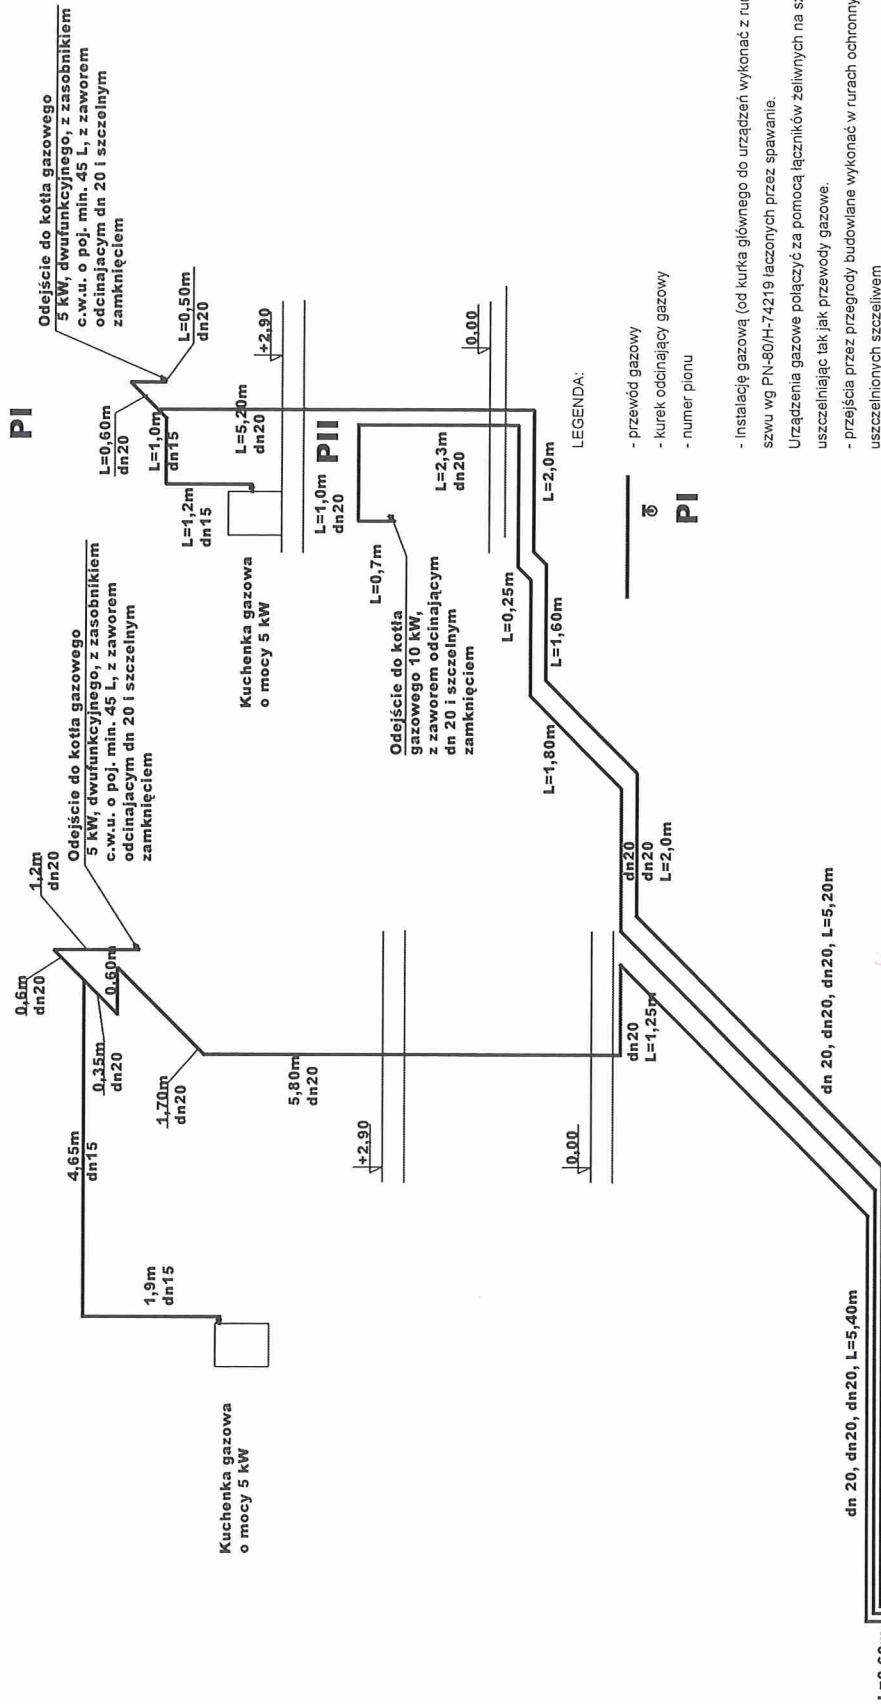 PI
Odejście do kotła gazowego
5 kW, dwufunkcyjnego, z zasobnikiem
c.w.u. o poj. min. 45 L, z zaworem
odcinajacym dn 20 i szczelnym
zamknięciem
L=0,60m
dn20
L=1,0m
dn15
L=0,50m
dn20
L=5,20m
dn20
L=1,2m
dn15
+2,90
Kuchenka gazowa
o mocy 5 kW
L=1,0m
dn20
PII
L=2,3m
dn20
0,00
L=0,7m
Odejście do kotła
gazowego 10 kW,
z zaworem odcinającym
dn 20 i szczelnym
zamknięciem
L=0,25m
L=2,0m
L=1,60m
L=1,80m
dn20
dn20
L=2,0m
1,2m
dn20
Odejście do kotła gazowego
5 kW, dwufunkcyjnego, z zasobnikiem
c.w.u. o poj. min. 45 L, z zaworem
odcinajacym dn 20 i szczelnym
zamknięciem
0,6m
dn20
0,60m
0,35m
dn20
1,70m
dn20
5,80m
dn20
4,65m
dn15
+2,90
0,00
dn20
L=1,25m
1,9m
dn15
Kuchenka gazowa
o mocy 5 kW
dn 20, dn20, dn20, L=5,20m
dn 20, dn20, dn20, L=5,40m
LEGENDA:
- przewód gazowy
- kurek odcinający gazowy
PI - numer pionu
- Instalację gazową (od kurka głównego do urządzeń wykonać z
szwu wg PN-80/H-74219 łaczonych przez spawanie.
Urządzenia gazowe połączyć za pomocą łączników żeliwnych na
uszczelniając tak jak przewody gazowe.
- przejścia przez przegrody budowlane wykonać w rurach
uszczelnionych szczeliwem